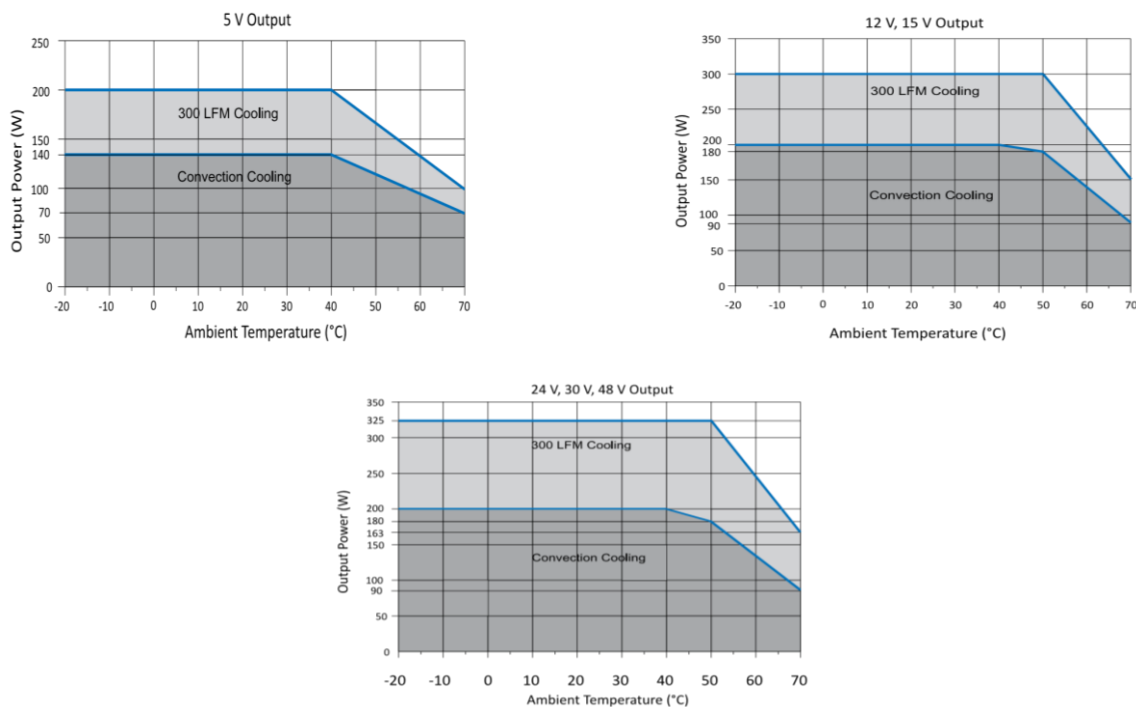 5 V Output
250
200
150
140
100
70
50
0
300 LFM Cooling
Convection Cooling
Output Power (W)
-20 -10 0 10 20 30 40 50 60 70
Ambient Temperature (°C)
12 V, 15 V Output
350
300
250
200
180
150
100
90
50
0
300 LFM Cooling
Convection Cooling
Output Power (W)
-20 -10 0 10 20 30 40 50 60 70
Ambient Temperature (°C)
24 V, 30 V, 48 V Output
350
325
300
250
200
180
163
150
100
90
50
0
300 LFM Cooling
Convection Cooling
Output Power (W)
-20 -10 0 10 20 30 40 50 60 70
Ambient Temperature (°C)